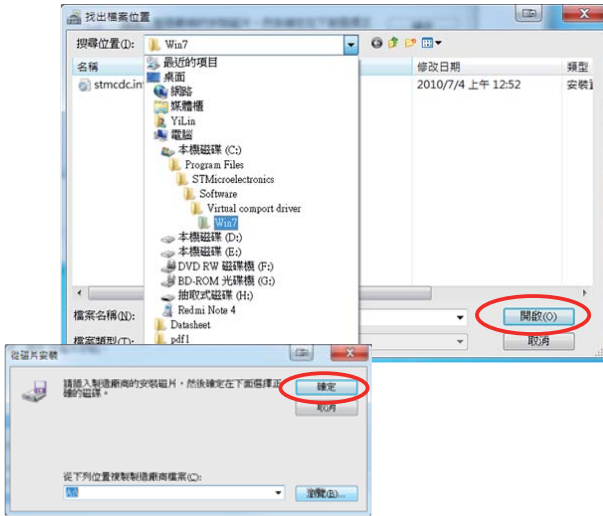 找出檔案位置
搜尋位置(I):
Win7
名稱
修改日期
類型
stmcdc.in
2010/7/4 上午 12:52
最近的項目
桌面
網路
媒體櫃
YiLin
電腦
本機磁碟 (C:)
Program Files
STMicroelectronics
Software
Virtual comport driver
Win7
本機磁碟 (D:)
本機磁碟 (E:)
DVD RW 磁碟機 (F:)
BD-ROM 光碟機 (G:)
抽取式磁碟 (H:)
Redmi Note 4
Datasheet
pdf1
檔案名稱(N):
開啟(O)
檔案類型(T):
取消
從磁片安裝
請插入製造廠商的安裝磁片，然後確定在下面選擇正
確的磁碟。
確定
取消
從下列位置複製製造廠商檔案(C):
A:\
瀏覽(B)...